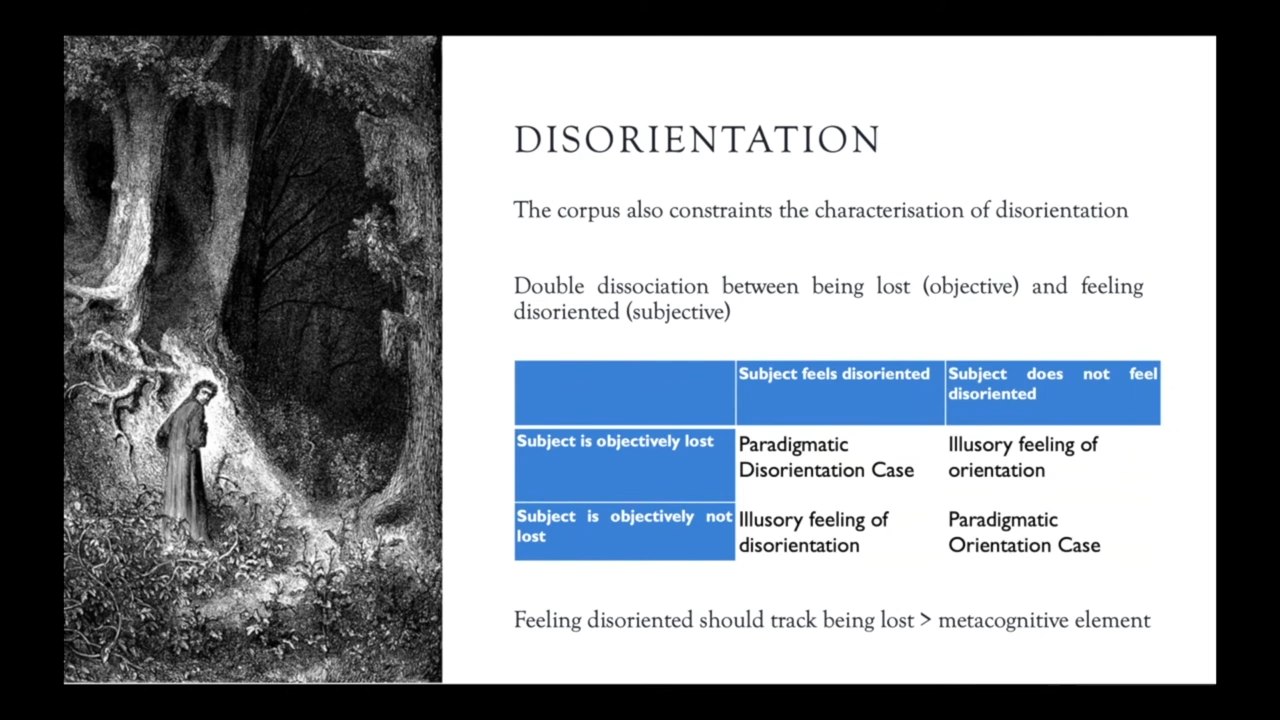 DISORIENTATION
The corpus also constraints the characterisation of disorientation
Double dissociation between being lost (objective) and feeling
disoriented (subjective)
Subject feels disoriented
Subject does not feel
disoriented
Subject is objectively lost
Paradigmatic
Disorientation Case
Illusory feeling of
orientation
Subject is objectively not
lost
Illusory feeling of
disorientation
Paradigmatic
Orientation Case
Feeling disoriented should track being lost > metacognitive element